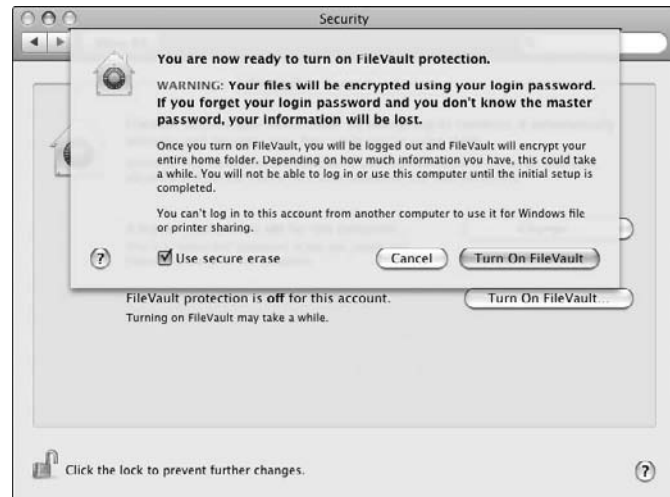 Security
You are now ready to turn on FileVault protection.
WARNING: Your files will be encrypted using your login password.
If you forget your login password and you don't know the master
password, your information will be lost.
Once you turn on FileVault, you will be logged out and FileVault will encrypt your
entire home folder. Depending on how much information you have, this could take
a while. You will not be able to log in or use this computer until the initial setup is
completed.
You can't log in to this account from another computer to use it for Windows file
or printer sharing.
? Use secure erase Cancel Turn On FileVault
FileVault protection is off for this account. Turn On FileVault...
Turning on FileVault may take a while.
Click the lock to prevent further changes. ?